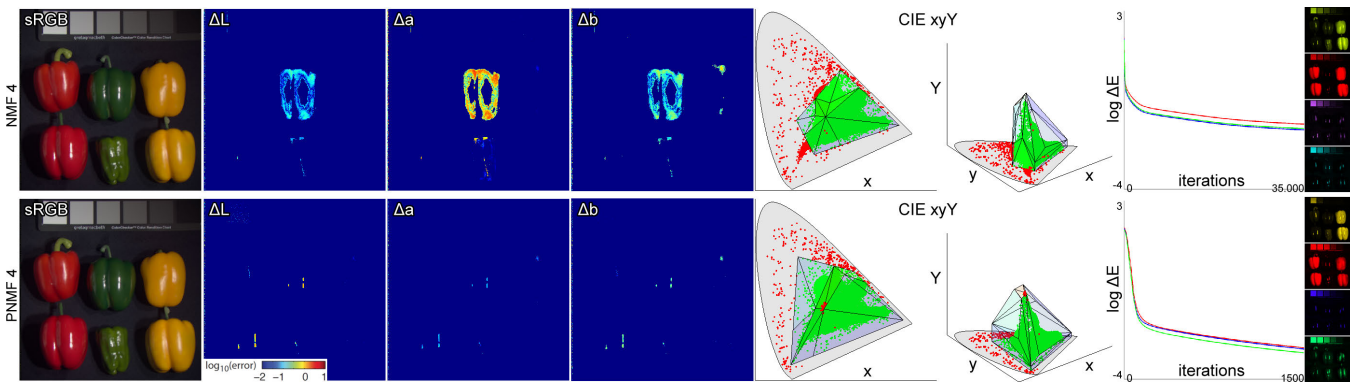 sRGB
ΔL
Δa
Δb
CIE xyY
NMF 4
x
Y
y
x
3
log ΔE
-4
0
iterations
35.000
sRGB
ΔL
Δa
Δb
CIE xyY
PNMF 4
log₁₀(error)
-2 -1 0 1
x
Y
y
x
3
log ΔE
-4
0
iterations
1500